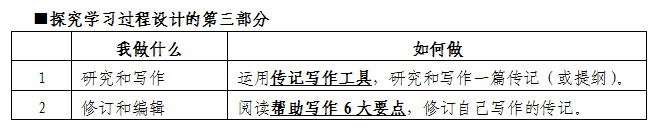 ■探究学习过程设计的第三部分
我做什么 如何做
1 研究和写作 运用传记写作工具，研究和写作一篇传记（或提纲）。
2 修订和编辑 阅读帮助写作 6 大要点，修订自己写作的传记。